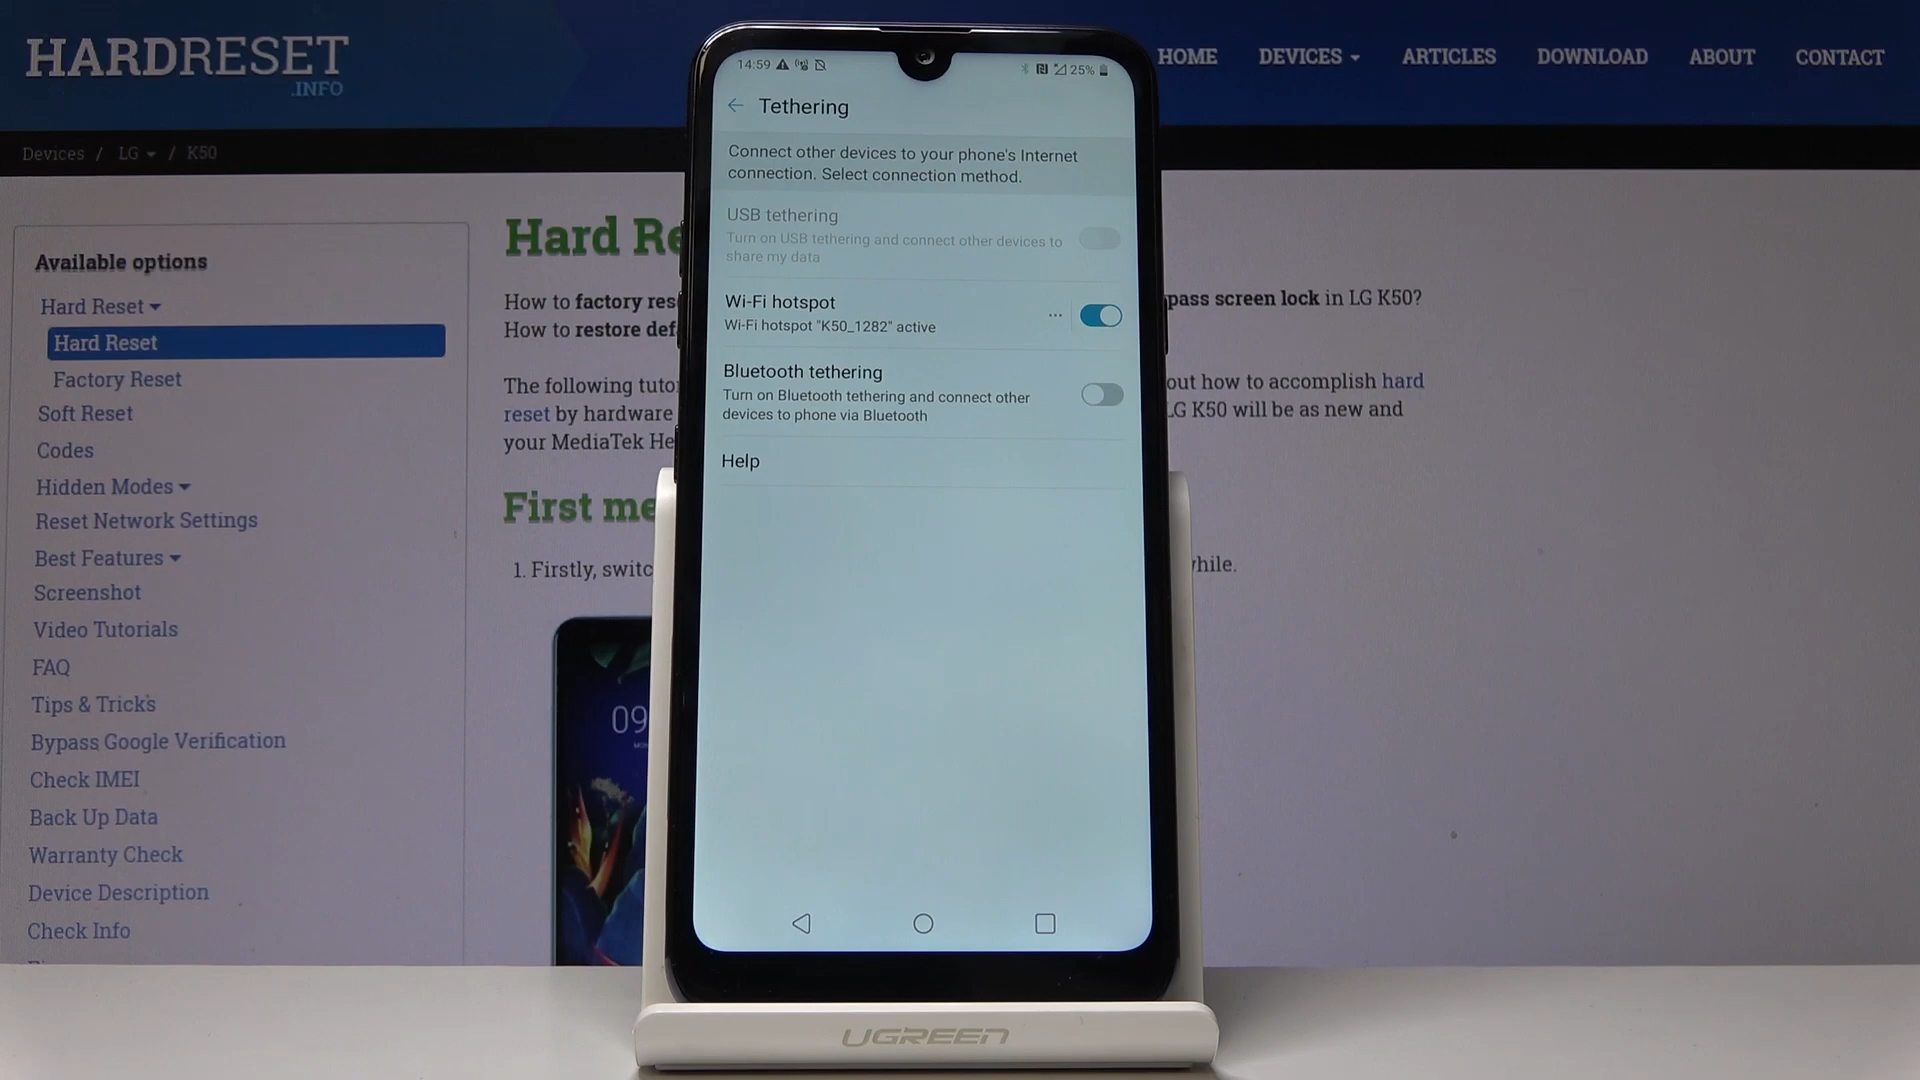 HARDRESET
.INFO
HOME DEVICES ARTICLES DOWNLOAD ABOUT CONTACT
Devices / LG / K50
Available options
Hard Reset
Hard Reset
Factory Reset
Soft Reset
Codes
Hidden Modes
Reset Network Settings
Best Features
Screenshot
Video Tutorials
FAQ
Tips & Tricks
Bypass Google Verification
Check IMEI
Back Up Data
Warranty Check
Device Description
Check Info
Hard Re
How to factory res pass screen lock in LG K50?
How to restore def
The following tuto out how to accomplish hard
reset by hardware LG K50 will be as new and
your MediaTek He
First me
1. Firstly, switc while.
09
14:59 25%
Tethering
Connect other devices to your phone's Internet
connection. Select connection method.
USB tethering
Turn on USB tethering and connect other devices to
share my data
Wi-Fi hotspot
Wi-Fi hotspot "K50_1282" active
Bluetooth tethering
Turn on Bluetooth tethering and connect other
devices to phone via Bluetooth
Help
UGREEN